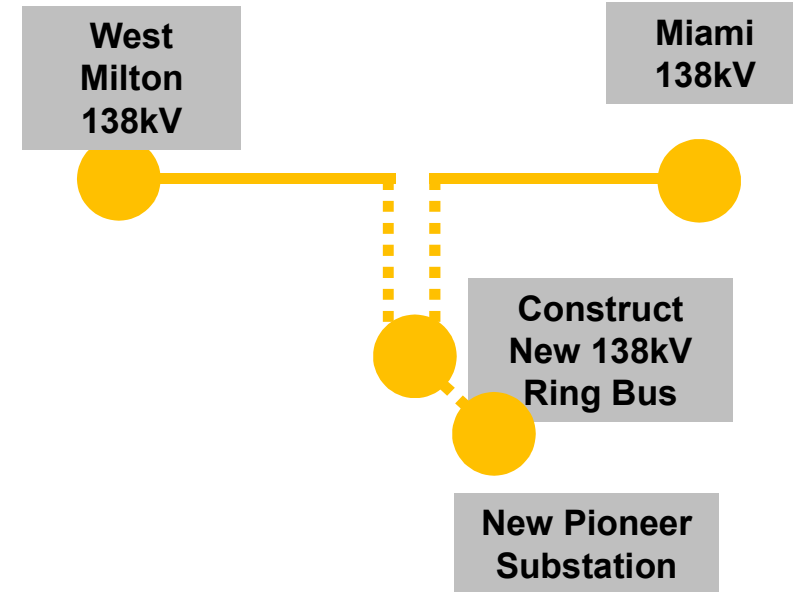 West
Milton
138kV
Miami
138kV
Construct
New 138kV
Ring Bus
New Pioneer
Substation